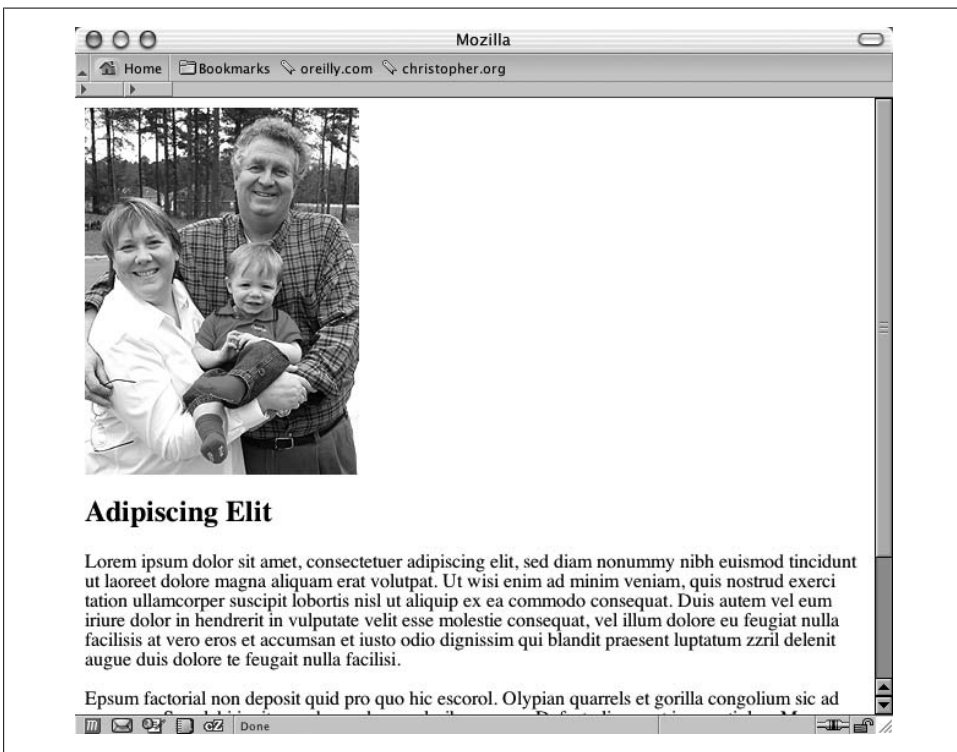 Mozilla
Home Bookmarks oreilly.com christopher.org
Adipiscing Elit
Lorem ipsum dolor sit amet, consectetuer adipiscing elit, sed diam nonummy nibh euismod tincidunt
ut laoreet dolore magna aliquam erat volutpat. Ut wisi enim ad minim veniam, quis nostrud exerci
tation ullamcorper suscipit lobortis nisl ut aliquip ex ea commodo consequat. Duis autem vel eum
iriure dolor in hendrerit in vulputate velit esse molestie consequat, vel illum dolore eu feugiat nulla
facilisis at vero eros et accumsan et iusto odio dignissim qui blandit praesent luptatum zzril delenit
augue duis dolore te feugait nulla facilisi.
Epsum factorial non deposit quid pro quo hic escorol. Olypian quarrels et gorilla congolium sic ad
Done